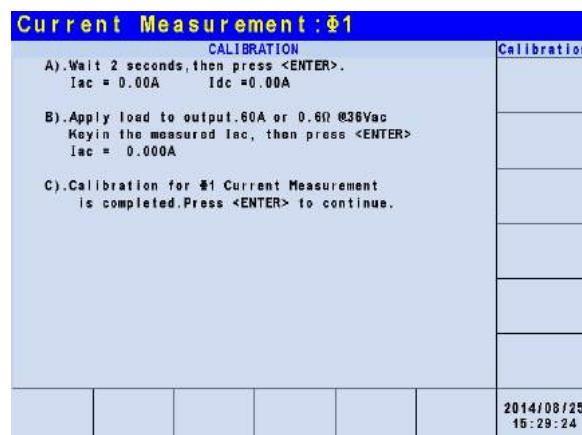 Current Measurement:Φ1
CALIBRATION
Calibration
A).Wait 2 seconds,then press <ENTER>.
Iac = 0.00A Idc =0.00A
B).Apply load to output.60A or 0.6Ω @36Vac
Keyin the measured Iac, then press <ENTER>
Iac = 0.000A
C).Calibration for Φ1 Current Measurement
is completed.Press <ENTER> to continue.
2014/08/25
15:29:24